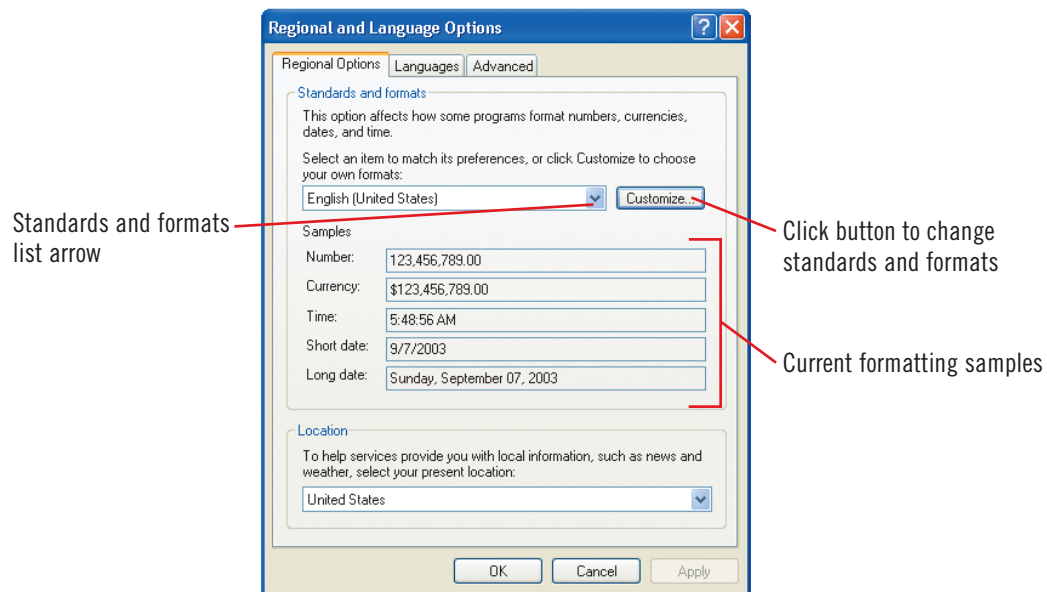 Regional and Language Options
Regional Options Languages Advanced
Standards and formats
This option affects how some programs format numbers, currencies,
dates, and time.
Select an item to match its preferences, or click Customize to choose
your own formats:
English (United States) Customize...
Standards and formats
list arrow
Click button to change
standards and formats
Samples
Number: 123,456,789.00
Currency: $123,456,789.00
Time: 5:48:56 AM
Short date: 9/7/2003
Long date: Sunday, September 07, 2003
Current formatting samples
Location
To help services provide you with local information, such as news and
weather, select your present location:
United States
OK Cancel Apply